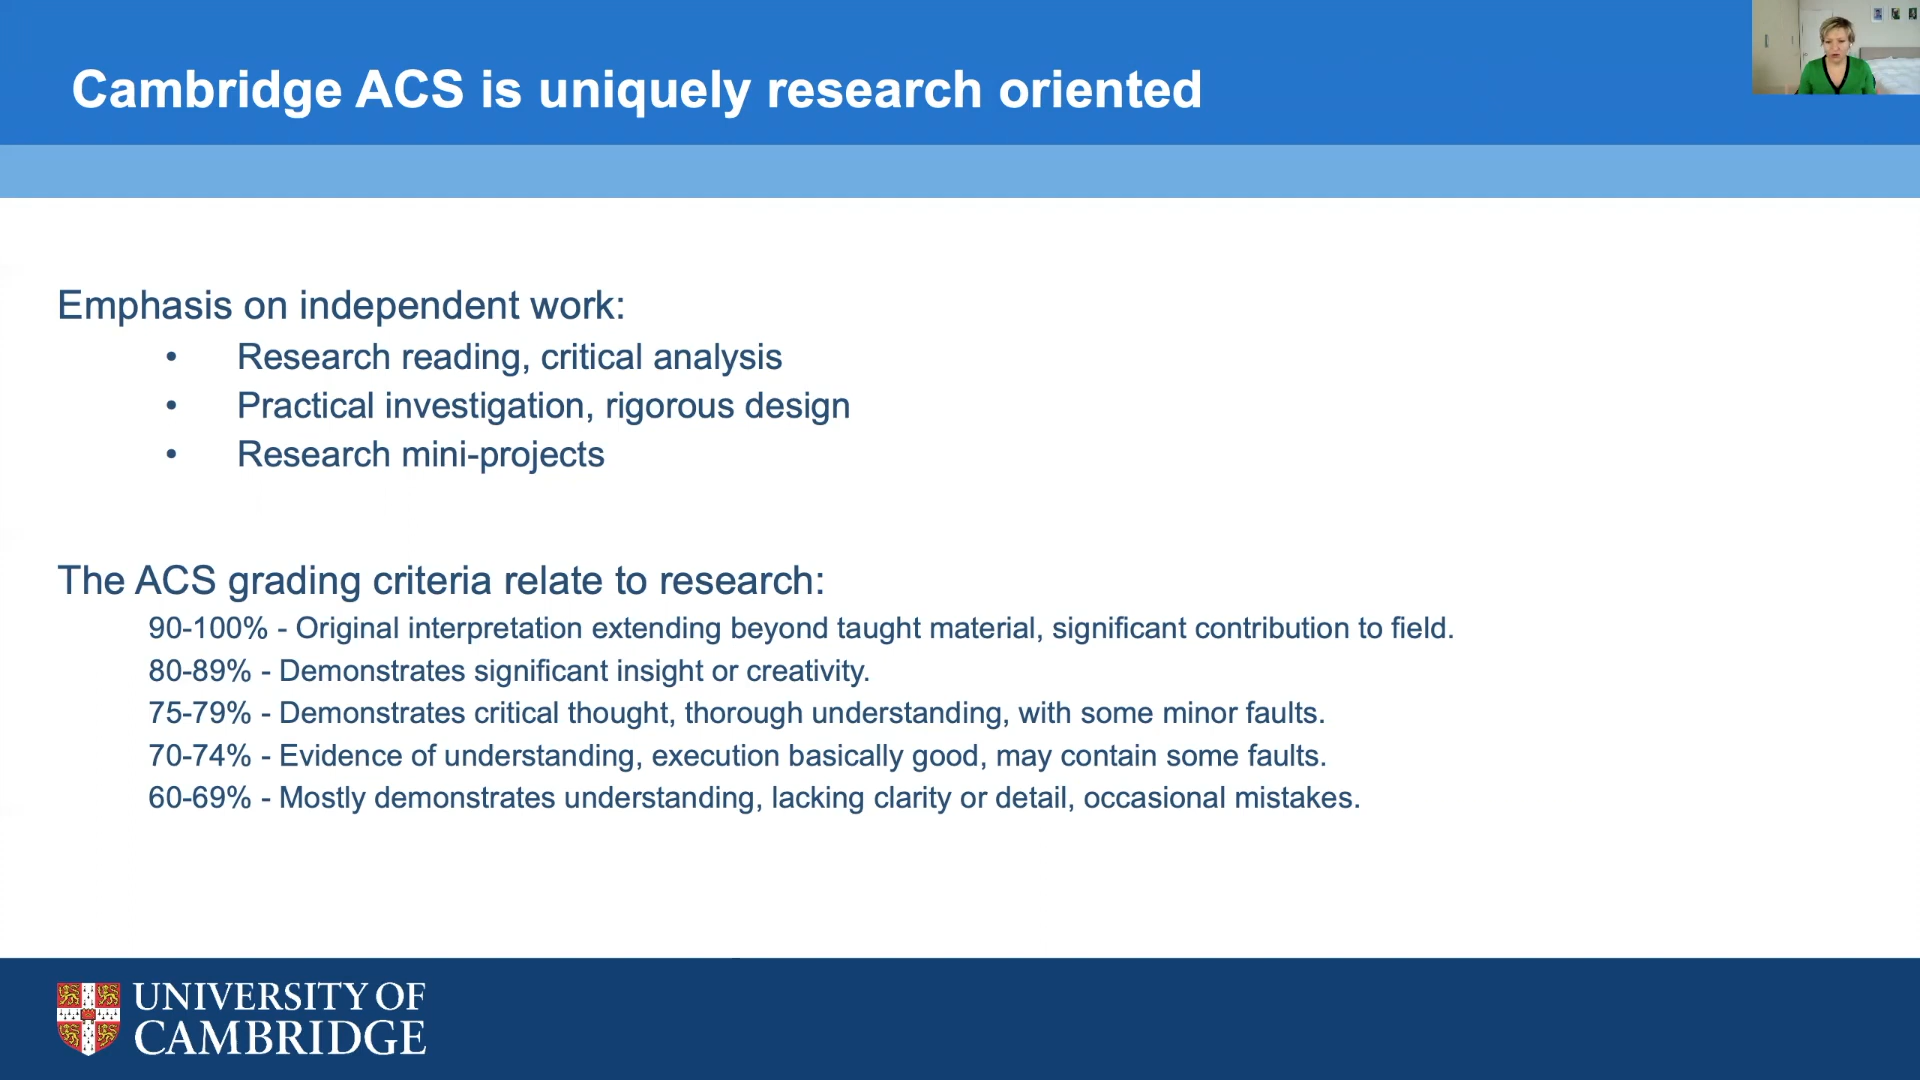 Cambridge ACS is uniquely research oriented
Emphasis on independent work:
• Research reading, critical analysis
• Practical investigation, rigorous design
• Research mini-projects
The ACS grading criteria relate to research:
90-100% - Original interpretation extending beyond taught material, significant contribution to field.
80-89% - Demonstrates significant insight or creativity.
75-79% - Demonstrates critical thought, thorough understanding, with some minor faults.
70-74% - Evidence of understanding, execution basically good, may contain some faults.
60-69% - Mostly demonstrates understanding, lacking clarity or detail, occasional mistakes.
UNIVERSITY OF
CAMBRIDGE